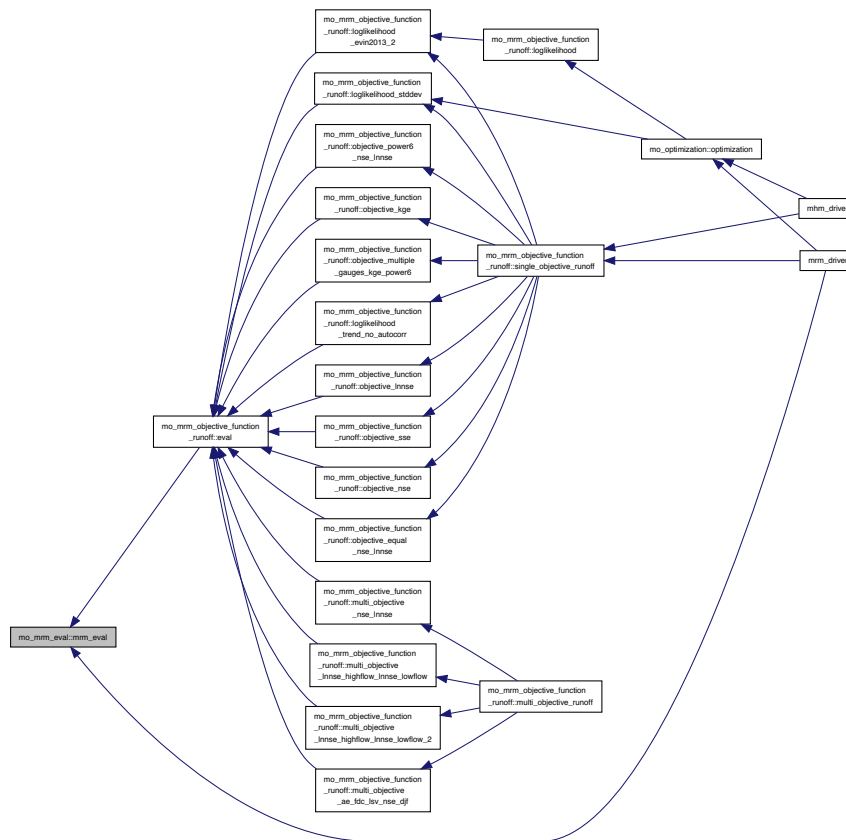 mo_mrm_objective_function
_runoff::loglikelihood
_evin2013_2
mo_mrm_objective_function
_runoff::loglikelihood
mo_mrm_objective_function
_runoff::loglikelihood_stddev
mo_mrm_objective_function
_runoff::objective_power6
_nse_lnnse
mo_optimization::optimization
mo_mrm_objective_function
_runoff::objective_kge
mhm_driver
mo_mrm_objective_function
_runoff::objective_multiple
_gauges_kge_power6
mo_mrm_objective_function
_runoff::single_objective_runoff
mrm_driver
mo_mrm_objective_function
_runoff::loglikelihood
_trend_no_autocorr
mo_mrm_objective_function
_runoff::objective_lnnse
mo_mrm_objective_function
_runoff::eval
mo_mrm_objective_function
_runoff::objective_sse
mo_mrm_objective_function
_runoff::objective_nse
mo_mrm_objective_function
_runoff::objective_equal
_nse_lnnse
mo_mrm_objective_function
_runoff::multi_objective
_nse_lnnse
mo_mrm_eval::mrm_eval
mo_mrm_objective_function
_runoff::multi_objective
_lnnse_highflow_lnnse_lowflow
mo_mrm_objective_function
_runoff::multi_objective_runoff
mo_mrm_objective_function
_runoff::multi_objective
_lnnse_highflow_lnnse_lowflow_2
mo_mrm_objective_function
_runoff::multi_objective
_ae_fdc_lsv_nse_djf